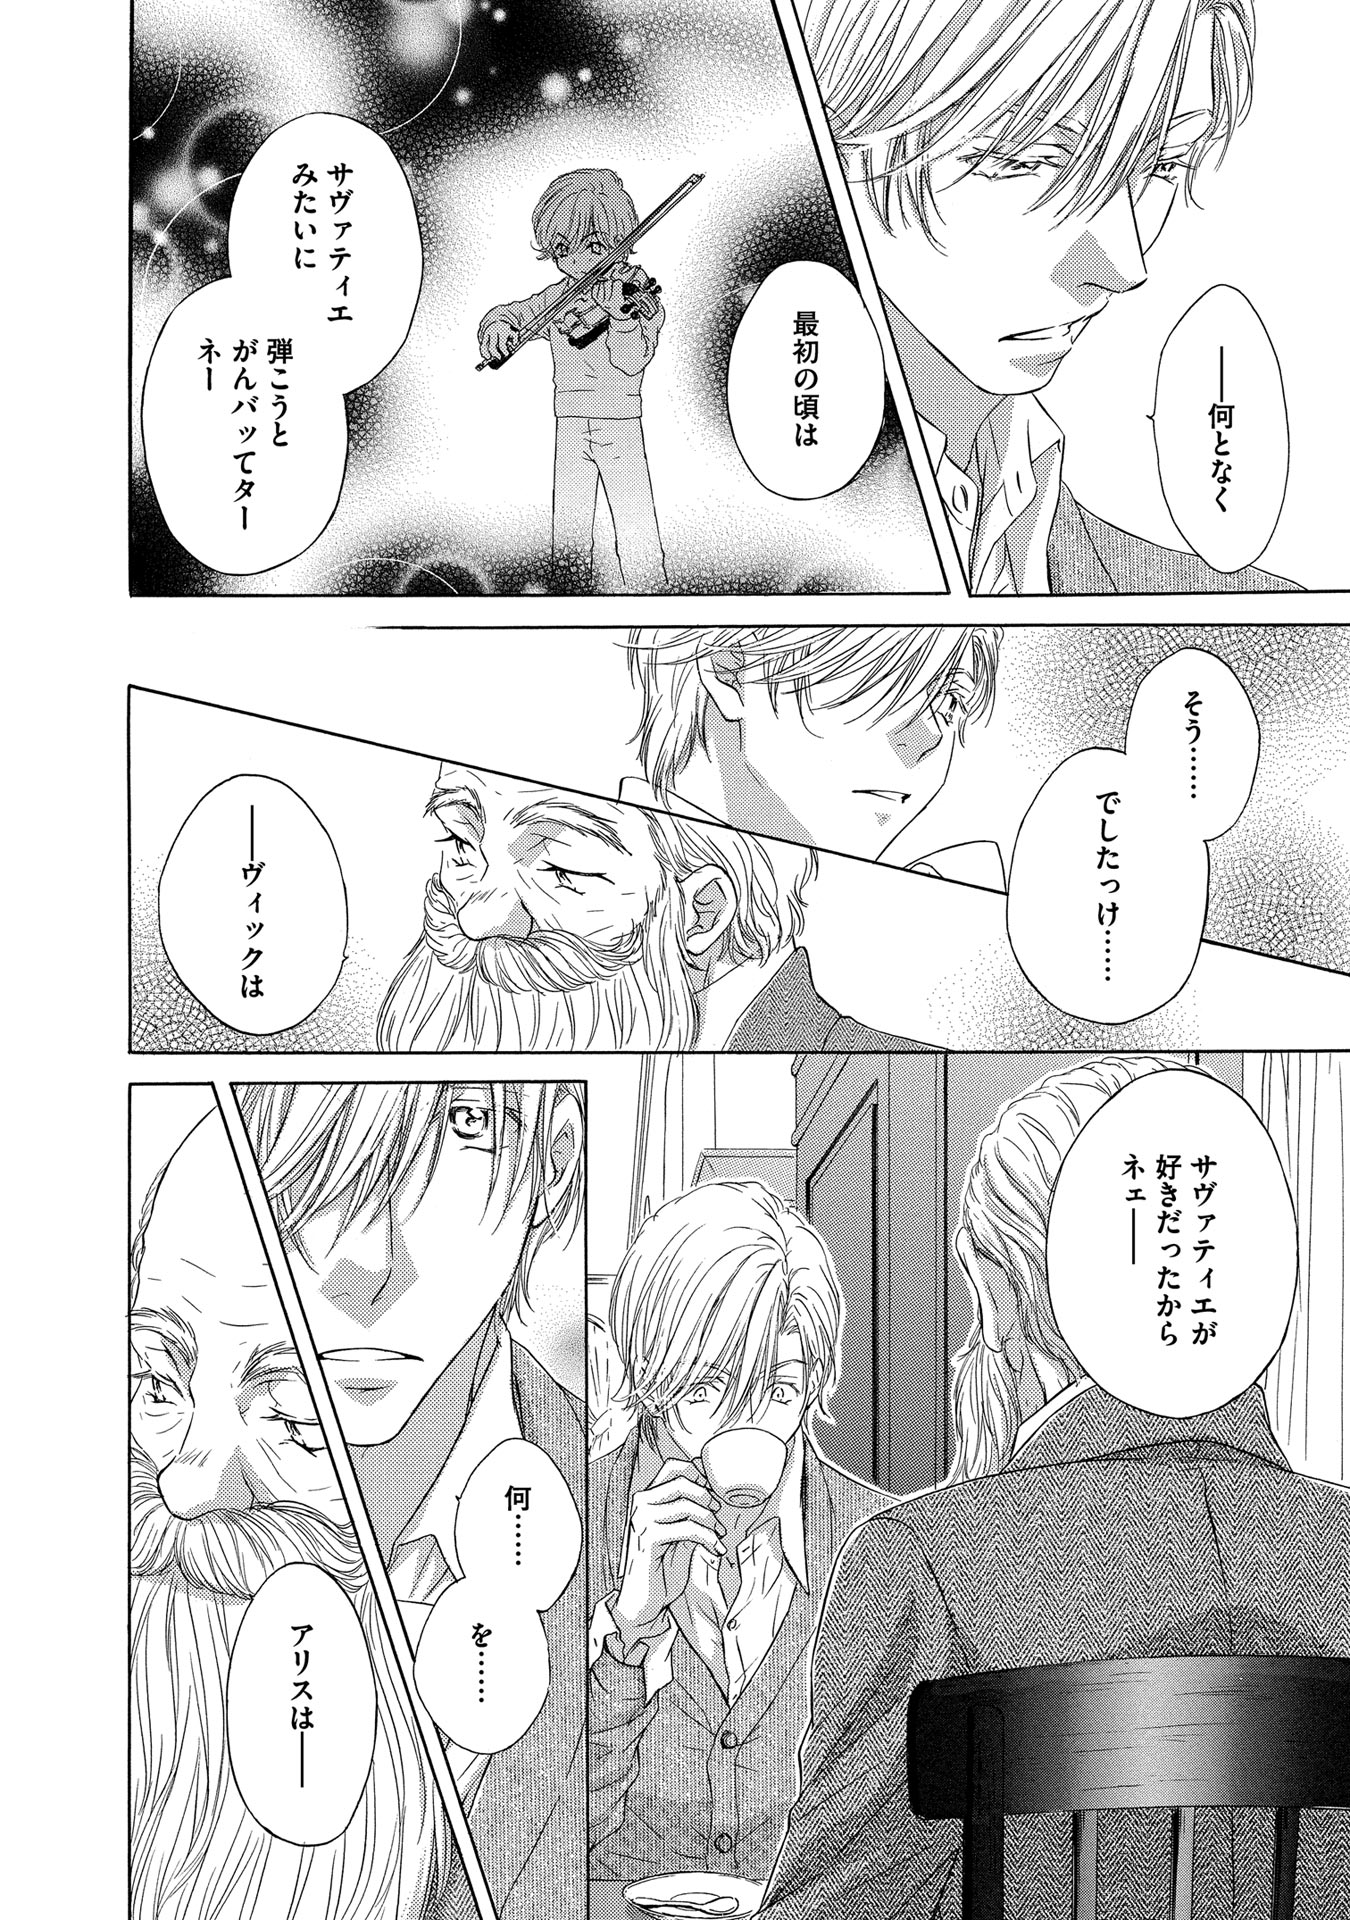 ――何となく
最初の頃は
サヴァティエ
みたいに
弾こうと
がんバッてター
ネー
そう……
でしたっけ……
――ヴィックは
サヴァティエが
好きだったから
ネェ――
何……
を……
アリスは――